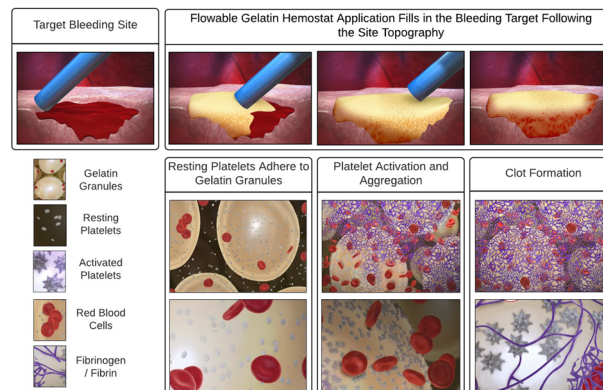 Target Bleeding Site
Flowable Gelatin Hemostat Application Fills in the Bleeding Target Following
the Site Topography
Gelatin
Granules
Resting
Platelets
Activated
Platelets
Red Blood
Cells
Fibrinogen
/ Fibrin
Resting Platelets Adhere to
Gelatin Granules
Platelet Activation and
Aggregation
Clot Formation